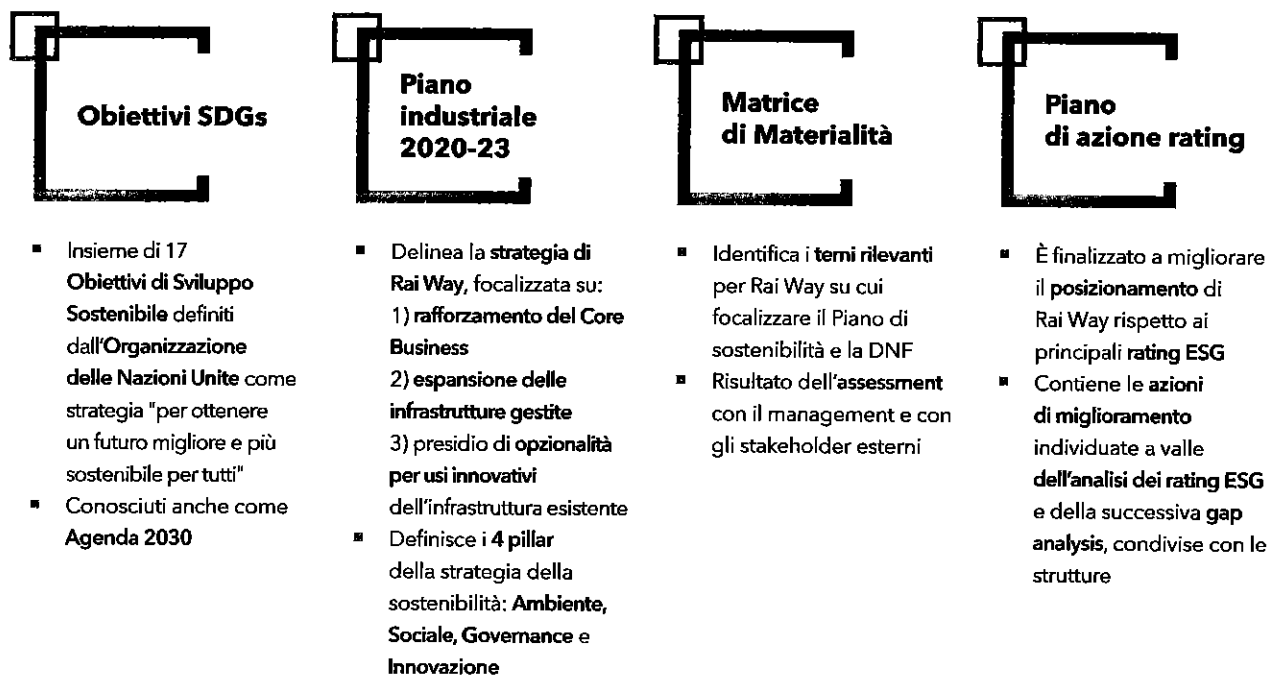 Obiettivi SDGs
▪ Insieme di 17
Obiettivi di Sviluppo
Sostenibile definiti
dall'Organizzazione
delle Nazioni Unite come
strategia "per ottenere
un futuro migliore e più
sostenibile per tutti"
▪ Conosciuti anche come
Agenda 2030
Piano
industriale
2020-23
▪ Delinea la strategia di
Rai Way, focalizzata su:
1) rafforzamento del Core
Business
2) espansione delle
infrastrutture gestite
3) presidio di opzionalità
per usi innovativi
dell'infrastruttura esistente
▪ Definisce i 4 pillar
della strategia della
sostenibilità: Ambiente,
Sociale, Governance e
Innovazione
Matrice
di Materialità
▪ Identifica i temi rilevanti
per Rai Way su cui
focalizzare il Piano di
sostenibilità e la DNF
▪ Risultato dell'assessment
con il management e con
gli stakeholder esterni
Piano
di azione rating
▪ È finalizzato a migliorare
il posizionamento di
Rai Way rispetto ai
principali rating ESG
▪ Contiene le azioni
di miglioramento
individuate a valle
dell'analisi dei rating ESG
e della successiva gap
analysis, condivise con le
strutture